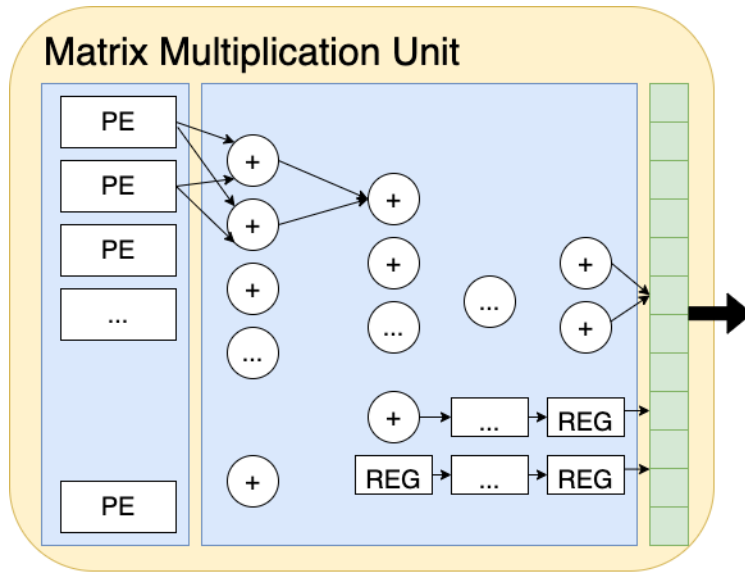 Matrix Multiplication Unit
PE
PE
PE
...
PE
+
+
+
...
+
+
+
...
+
...
+
+
... REG
REG ... REG